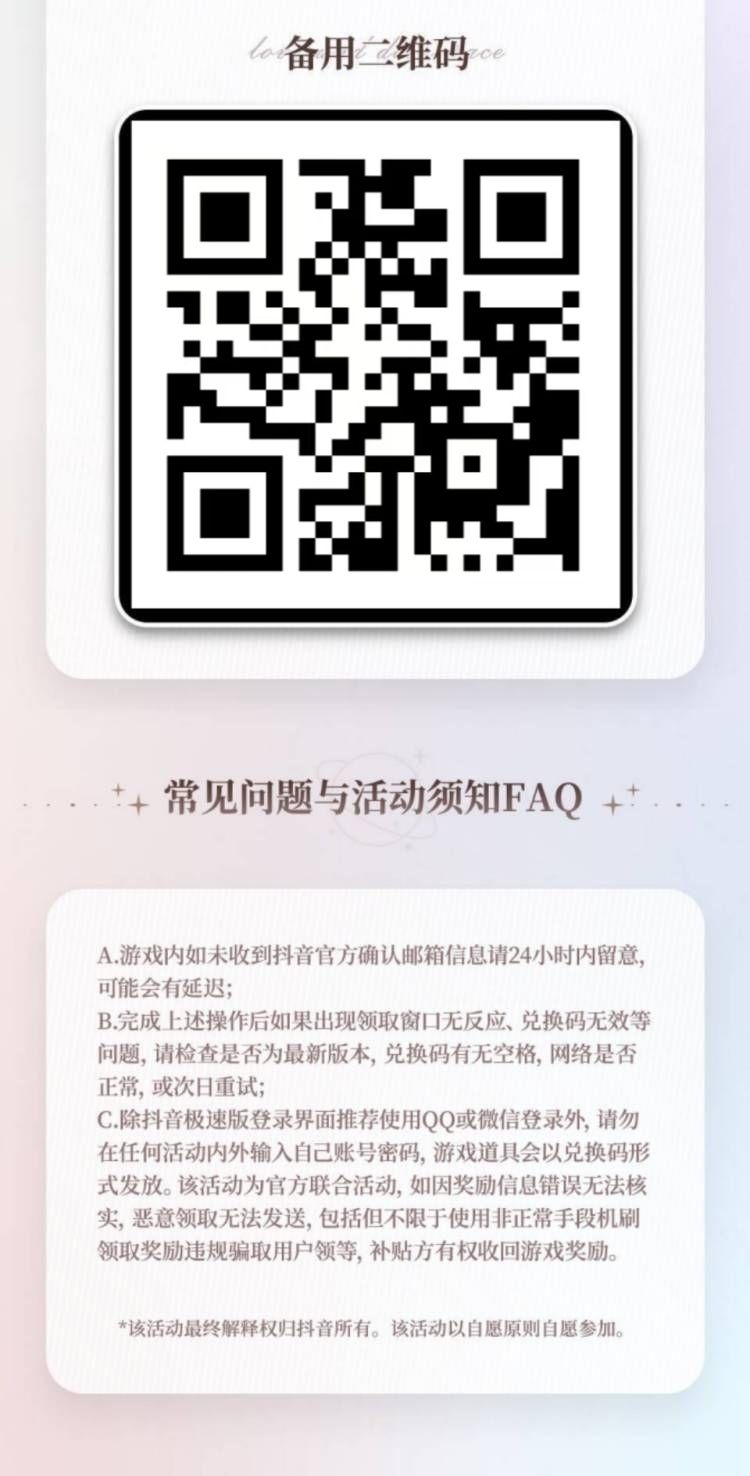 备用二维码
常见问题与活动须知FAQ
A.游戏内如未收到抖音官方确认邮箱信息请24小时内留意,
可能会有延迟;
B.完成上述操作后如果出现领取窗口无反应、兑换码无效等
问题, 请检查是否为最新版本, 兑换码有无空格, 网络是否
正常, 或次日重试;
C.除抖音极速版登录界面推荐使用QQ或微信登录外, 请勿
在任何活动内外输入自己账号密码, 游戏道具会以兑换码形
式发放。该活动为官方联合活动, 如因奖励信息错误无法核
实, 恶意领取无法发送, 包括但不限于使用非正常手段机刷
领取奖励违规骗取用户领等, 补贴方有权收回游戏奖励。
*该活动最终解释权归抖音所有。该活动以自愿原则自愿参加。